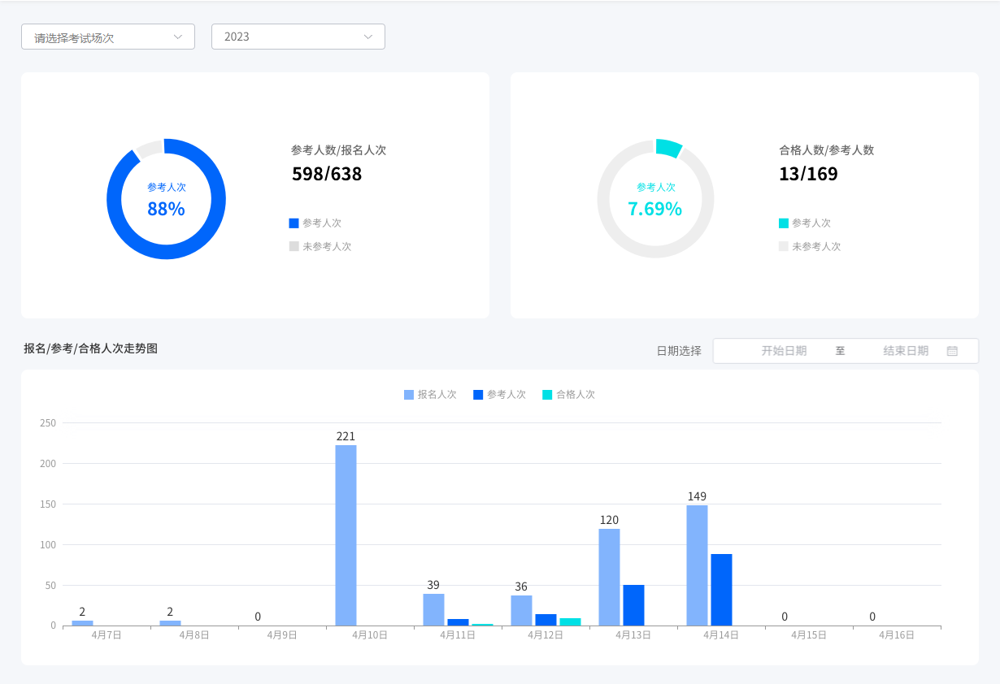 请选择考试场次
2023
参考人次
88%
参考人数/报名人次
598/638
参考人次
未参考人次
参考人次
7.69%
合格人数/参考人数
13/169
参考人次
未参考人次
报名/参考/合格人次走势图
日期选择
开始日期
至
结束日期
报名人次
参考人次
合格人次
250
200
150
100
50
0
2
2
0
221
39
36
120
149
0
0
4月7日
4月8日
4月9日
4月10日
4月11日
4月12日
4月13日
4月14日
4月15日
4月16日